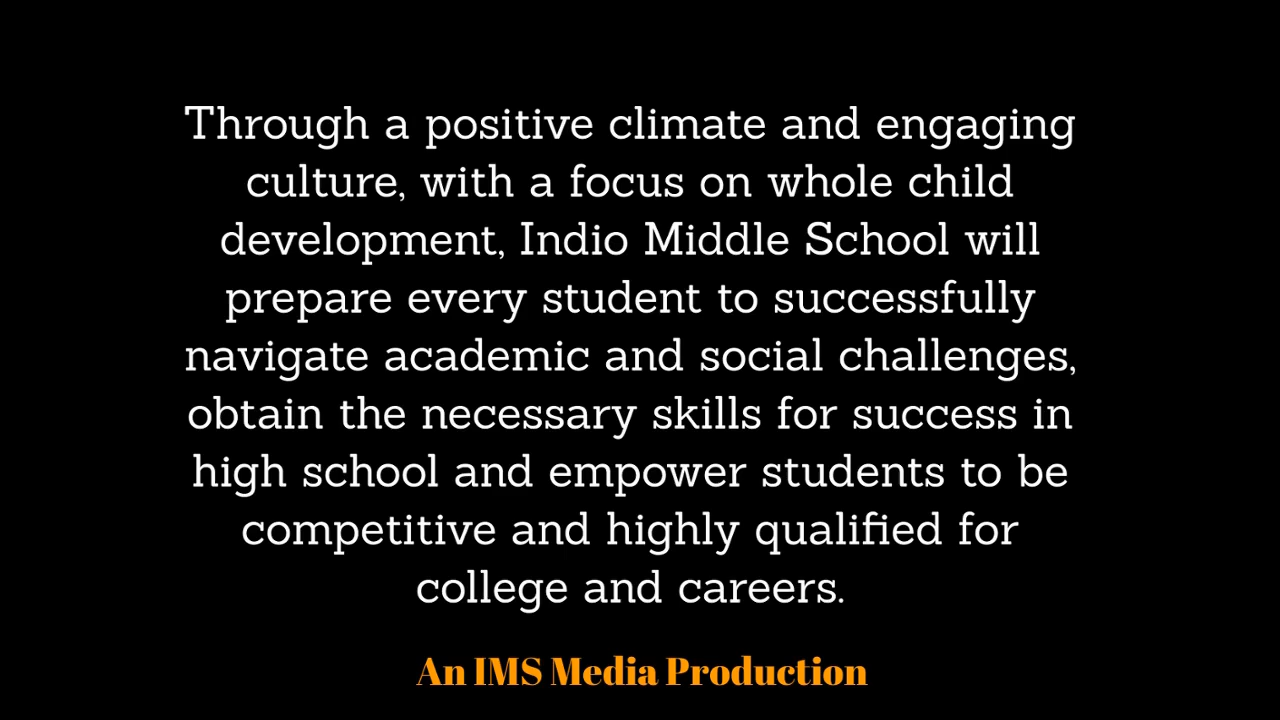 Through a positive climate and engaging
culture, with a focus on whole child
development, Indio Middle School will
prepare every student to successfully
navigate academic and social challenges,
obtain the necessary skills for success in
high school and empower students to be
competitive and highly qualified for
college and careers.
An IMS Media Production